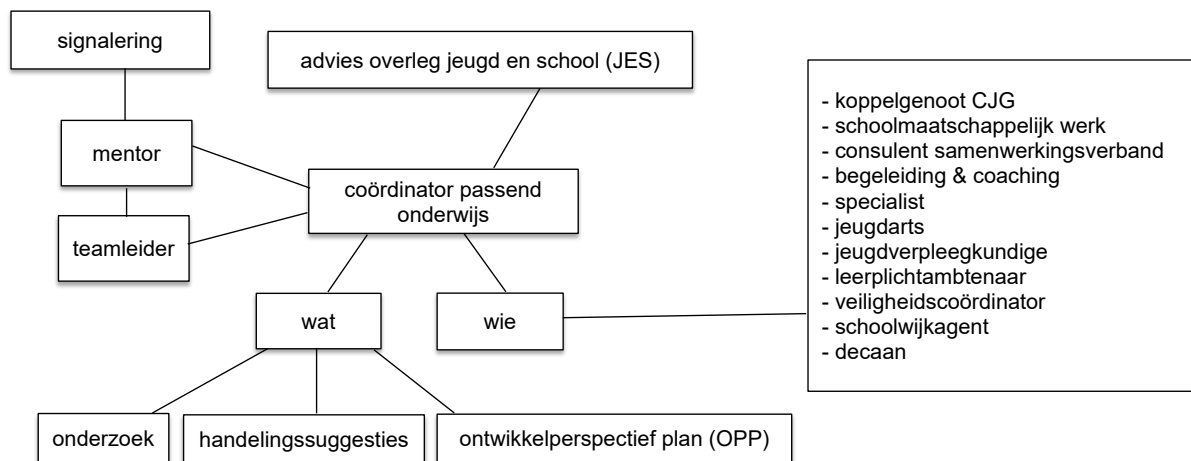 signalering
advies overleg jeugd en school (JES)
- koppelgenoot CJG
- schoolmaatschappelijk werk
- consulent samenwerkingsverband
- begeleiding & coaching
- specialist
- jeugdarts
- jeugdverpleegkundige
- leerplichtambtenaar
- veiligheidscoördinator
- schoolwijkagent
- decaan
mentor
coördinator passend
onderwijs
teamleider
wat
wie
onderzoek
handelingssuggesties
ontwikkelperspectief plan (OPP)